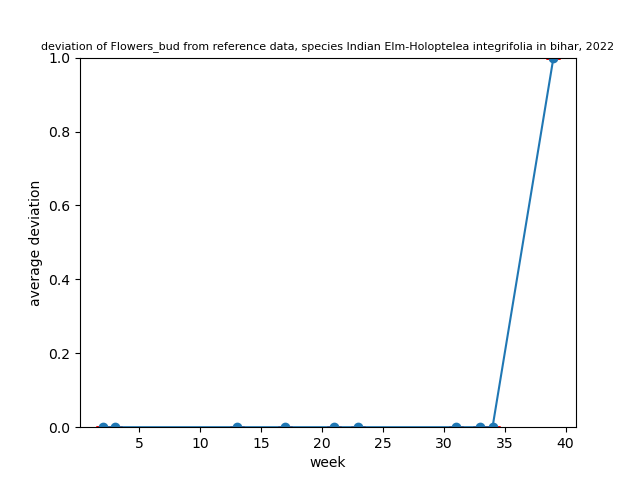 deviation of Flowers_bud from reference data, species Indian Elm-Holoptelea integrifolia in bihar, 2022
1.0
0.8
0.6
0.4
0.2
0.0
average deviation
5 10 15 20 25 30 35 40
week